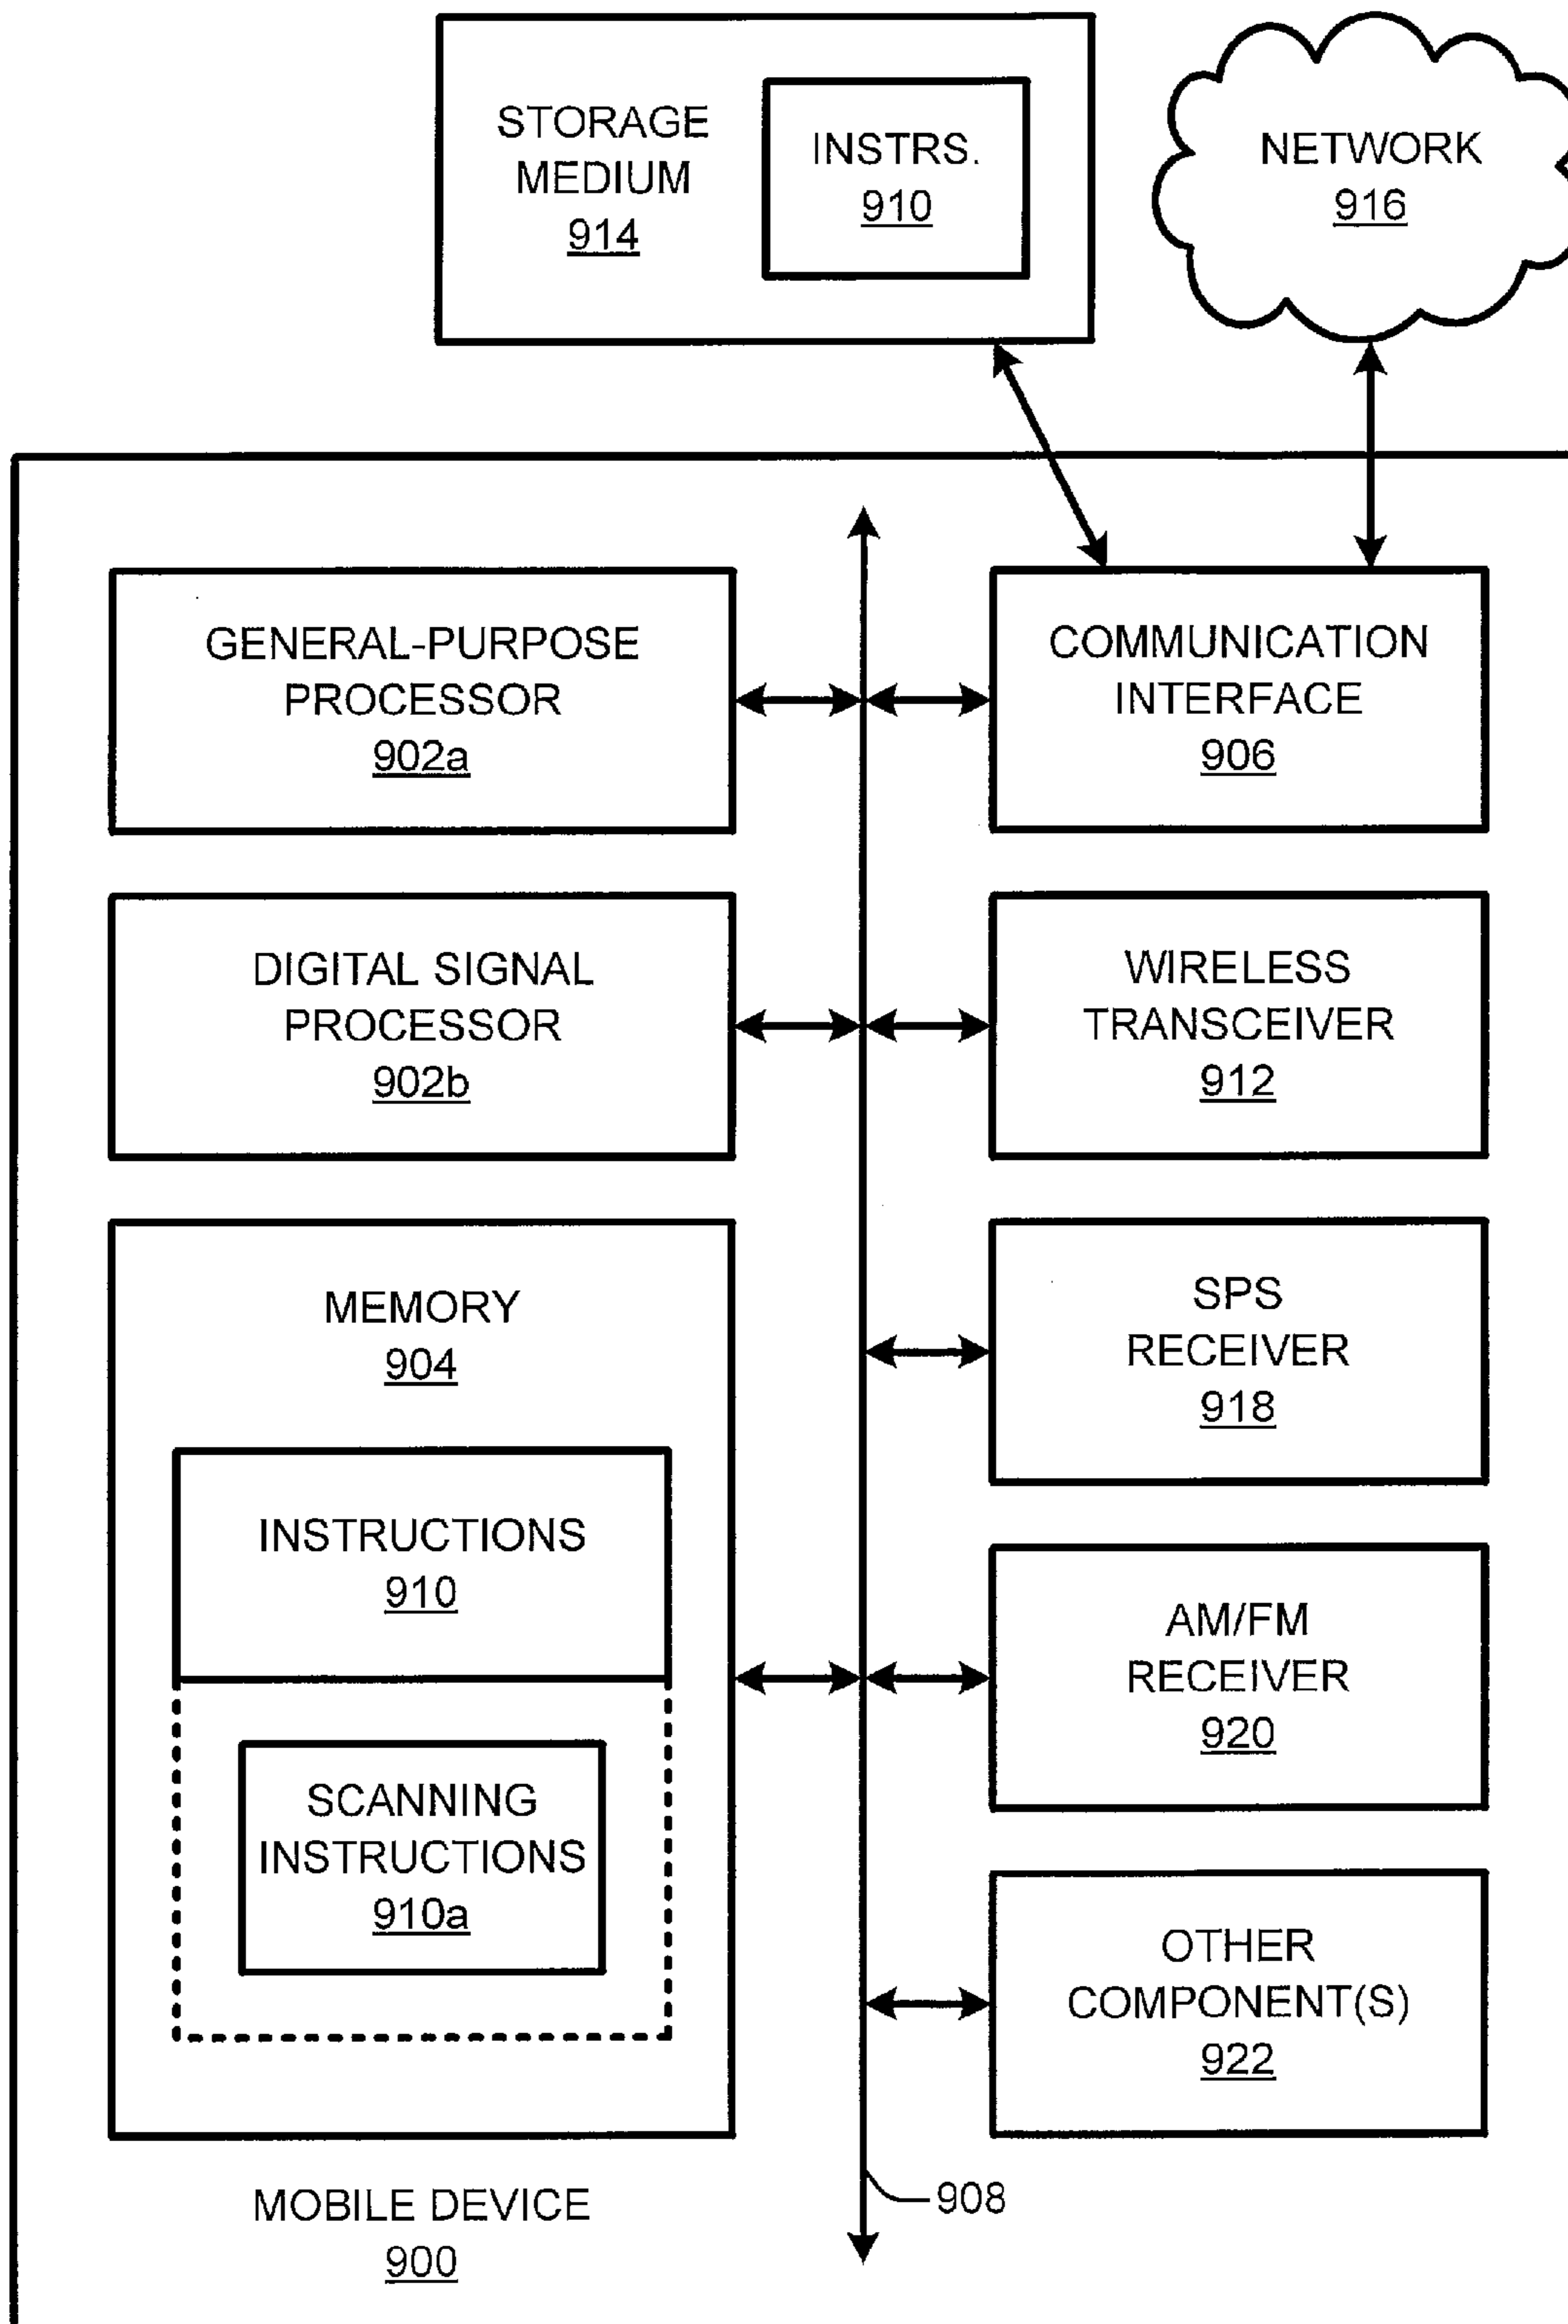 STORAGE
MEDIUM
914
INSTRS.
910
NETWORK
916
GENERAL-PURPOSE
PROCESSOR
902a
COMMUNICATION
INTERFACE
906
DIGITAL SIGNAL
PROCESSOR
902b
WIRELESS
TRANSCEIVER
912
MEMORY
904
SPS
RECEIVER
918
INSTRUCTIONS
910
AM/FM
RECEIVER
920
SCANNING
INSTRUCTIONS
910a
OTHER
COMPONENT(S)
922
908
MOBILE DEVICE
900